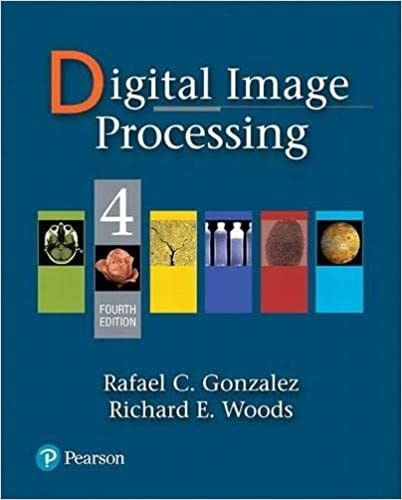 Digital Image
Processing
4
FOURTH
EDITION
Rafael C. Gonzalez
Richard E. Woods
Pearson